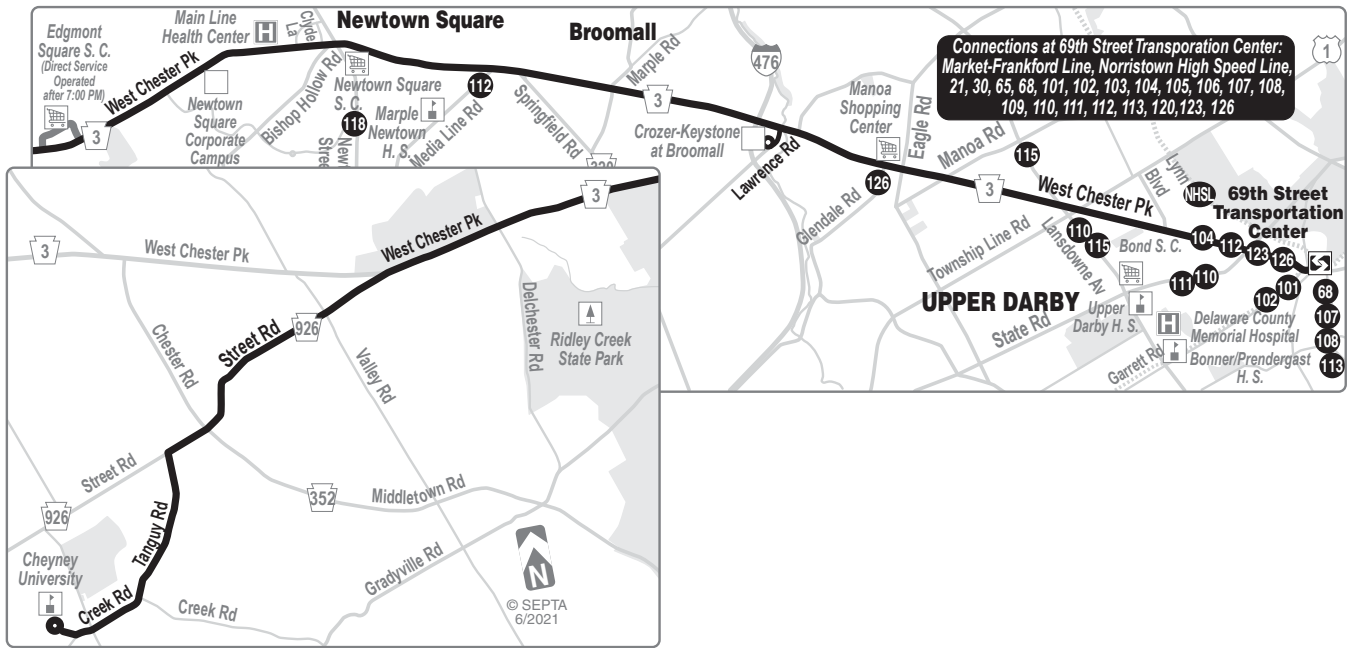 Edgmont
Square S. C.
(Direct Service
Operated
after 7:00 PM)
Main Line
Health Center
H
Clyde
La
Newtown Square
Broomall
Marple Rd
476
Connections at 69th Street Transporation Center:
Market-Frankford Line, Norristown High Speed Line,
21, 30, 65, 68, 101, 102, 103, 104, 105, 106, 107, 108,
109, 110, 111, 112, 113, 120,123, 126
1
West Chester Pk
3
Newtown
Square
Corporate
Campus
Bishop Hollow Rd
Newtown Square
S. C.
118
Marple
Newtown
H. S.
Media Line Rd
112
Springfield Rd
3
Crozer-Keystone
at Broomall
Lawrence Rd
Manoa
Shopping
Center
Eagle Rd
Manoa Rd
126
Glendale Rd
3
115
West Chester Pk
Lynn
Blvd
NHSL
69th Street
Transportation
Center
Township Line Rd
Lansdowne Av
110
115
Bond S. C.
104
112
123
126
111
110
102
101
68
107
108
113
UPPER DARBY
State Rd
Upper
Darby H. S.
H
Delaware County
Memorial Hospital
Garrett Rd
Bonner/Prendergast
H. S.
3
West Chester Pk
West Chester Pk
3
Street Rd
926
Chester Rd
Valley Rd
Delchester Rd
Ridley Creek
State Park
Street Rd
926
352
Middletown Rd
Tanguy Rd
Cheyney
University
Creek Rd
Creek Rd
Gradyville Rd
N
© SEPTA
6/2021